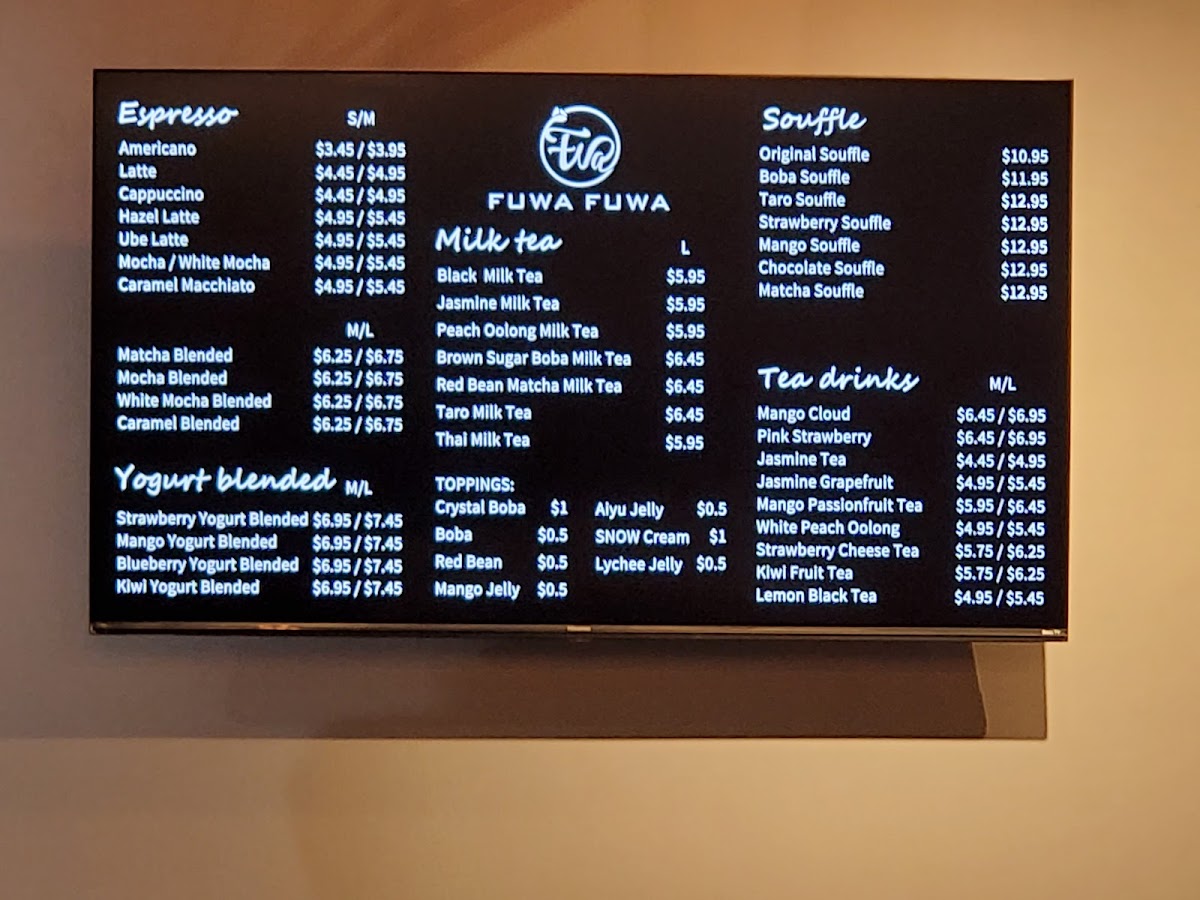 Espresso S/M
Americano $3.45 / $3.95
Latte $4.45 / $4.95
Cappuccino $4.45 / $4.95
Hazel Latte $4.95 / $5.45
Ube Latte $4.95 / $5.45
Mocha / White Mocha $4.95 / $5.45
Caramel Macchiato $4.95 / $5.45
M/L
Matcha Blended $6.25 / $6.75
Mocha Blended $6.25 / $6.75
White Mocha Blended $6.25 / $6.75
Caramel Blended $6.25 / $6.75
Yogurt blended M/L
Strawberry Yogurt Blended $6.95 / $7.45
Mango Yogurt Blended $6.95 / $7.45
Blueberry Yogurt Blended $6.95 / $7.45
Kiwi Yogurt Blended $6.95 / $7.45
Fwa
FUWA FUWA
Milk tea L
Black Milk Tea $5.95
Jasmine Milk Tea $5.95
Peach Oolong Milk Tea $5.95
Brown Sugar Boba Milk Tea $6.45
Red Bean Matcha Milk Tea $6.45
Taro Milk Tea $6.45
Thai Milk Tea $5.95
TOPPINGS:
Crystal Boba $1 Aiyu Jelly $0.5
Boba $0.5 SNOW Cream $1
Red Bean $0.5 Lychee Jelly $0.5
Mango Jelly $0.5
Souffle
Original Souffle $10.95
Boba Souffle $11.95
Taro Souffle $12.95
Strawberry Souffle $12.95
Mango Souffle $12.95
Chocolate Souffle $12.95
Matcha Souffle $12.95
Tea drinks M/L
Mango Cloud $6.45 / $6.95
Pink Strawberry $6.45 / $6.95
Jasmine Tea $4.45 / $4.95
Jasmine Grapefruit $4.95 / $5.45
Mango Passionfruit Tea $5.95 / $6.45
White Peach Oolong $4.95 / $5.45
Strawberry Cheese Tea $5.75 / $6.25
Kiwi Fruit Tea $5.75 / $6.25
Lemon Black Tea $4.95 / $5.45